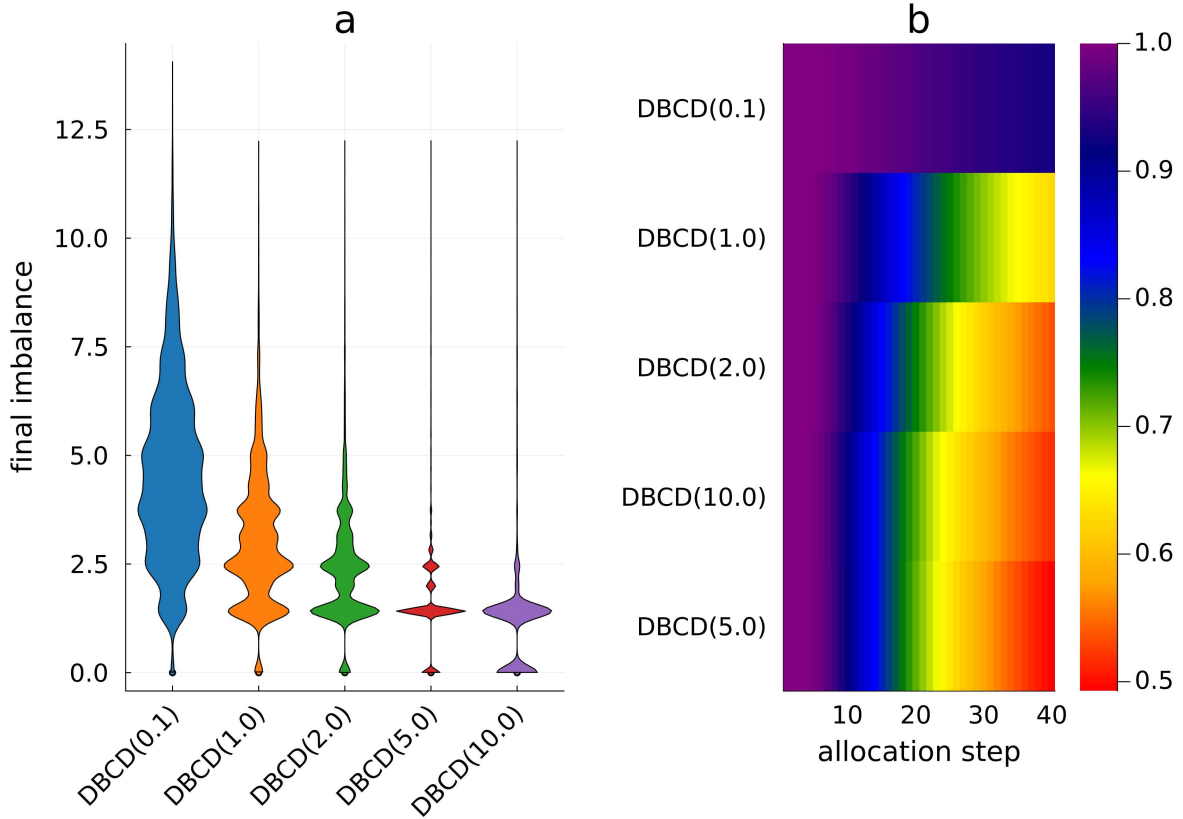 a
final imbalance
12.5
10.0
7.5
5.0
2.5
0.0
DBCD(0.1)
DBCD(1.0)
DBCD(2.0)
DBCD(5.0)
DBCD(10.0)
b
DBCD(0.1)
DBCD(1.0)
DBCD(2.0)
DBCD(10.0)
DBCD(5.0)
10 20 30 40
allocation step
1.0
0.9
0.8
0.7
0.6
0.5